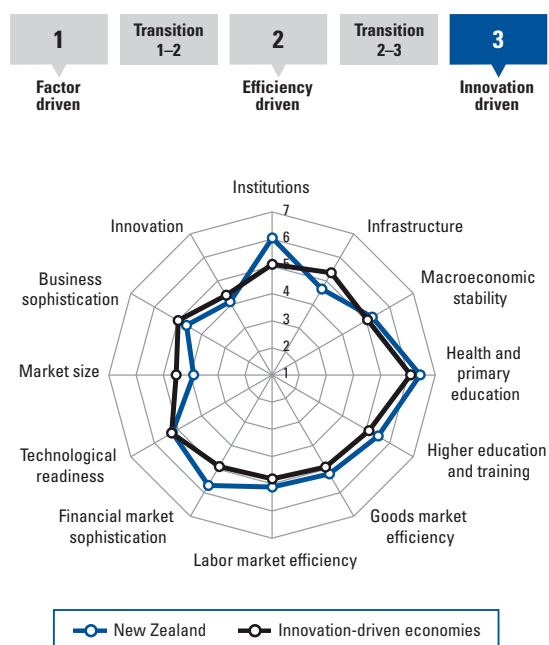 1
Transition
1–2
2
Transition
2–3
3
Factor
driven
Efficiency
driven
Innovation
driven
Institutions
7
6
5
4
3
2
1
Innovation
Infrastructure
Business
sophistication
Macroeconomic
stability
Market size
Health and
primary
education
Technological
readiness
Higher education
and training
Financial market
sophistication
Goods market
efficiency
Labor market efficiency
New Zealand
Innovation-driven economies